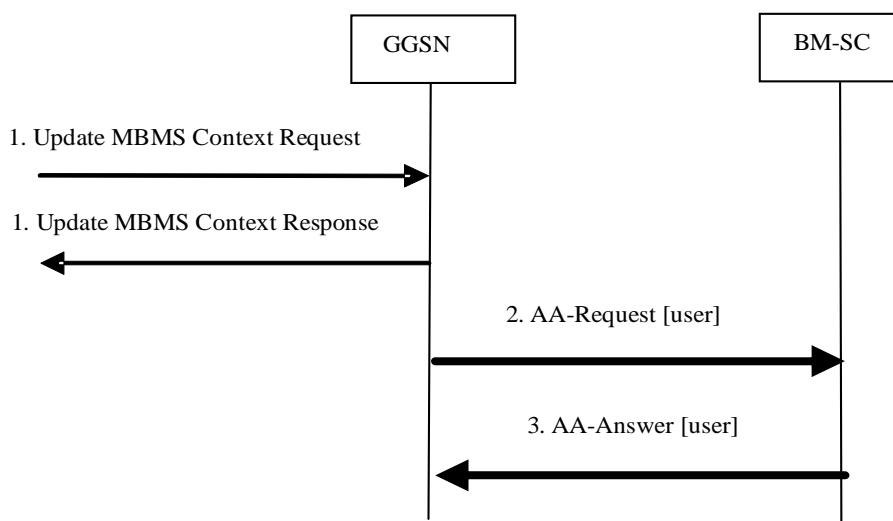 GGSN
BM-SC
1. Update MBMS Context Request
1. Update MBMS Context Response
2. AA-Request [user]
3. AA-Answer [user]